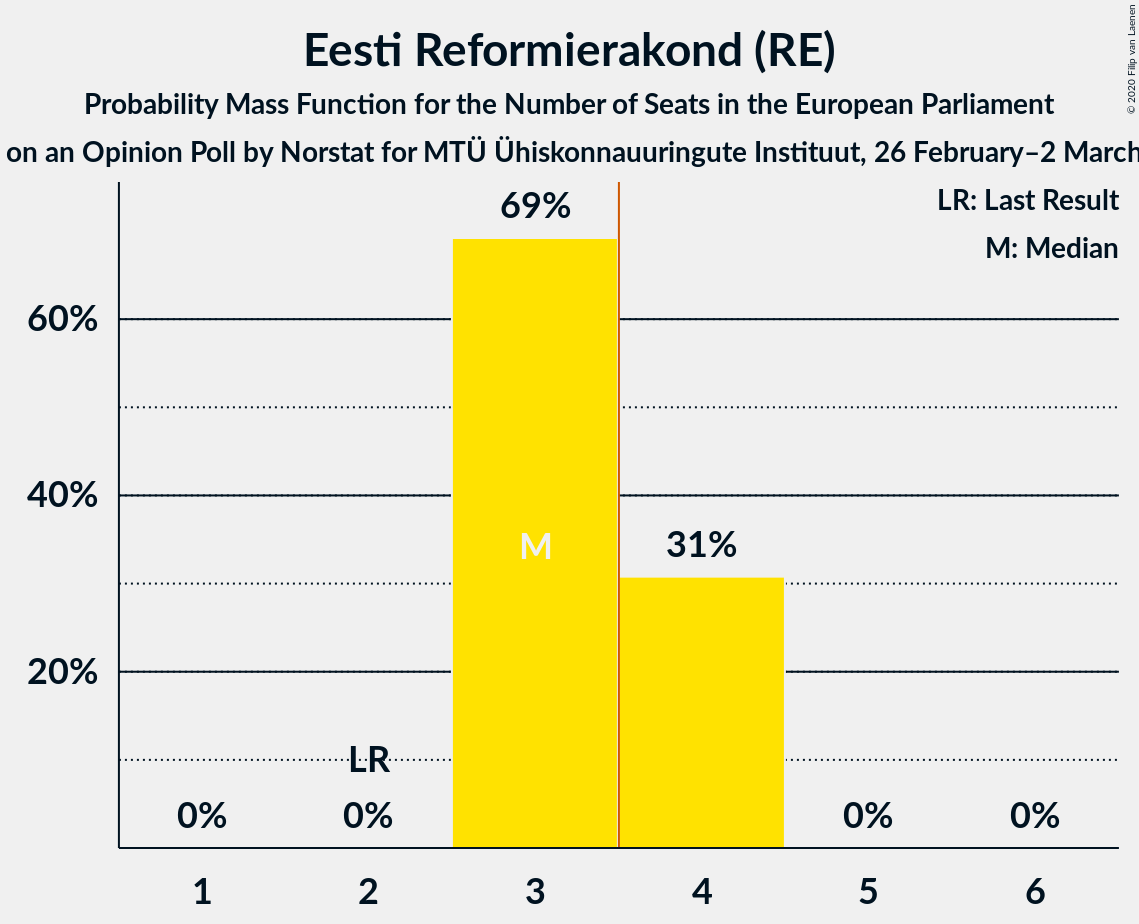 Eesti Reformierakond (RE)
Probability Mass Function for the Number of Seats in the European Parliament
on an Opinion Poll by Norstat for MTÜ Ühiskonnauuringute Instituut, 26 February–2 March
© 2020 Filip van Laenen
LR: Last Result
M: Median
69%
60%
40%
M
31%
20%
LR
0%
0%
0%
0%
1
2
3
4
5
6